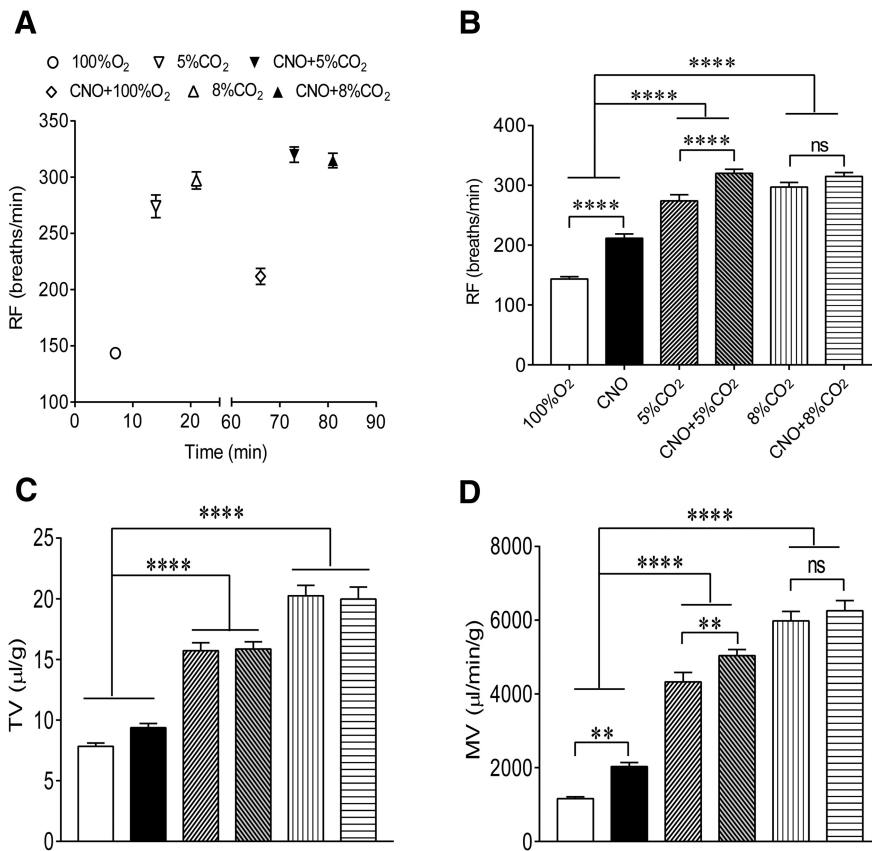 A
100%O2 5%CO2 CNO+5%CO2
CNO+100%O2 8%CO2 CNO+8%CO2
RF (breaths/min)
350
300
250
200
150
100
0 10 20 60 70 80 90
Time (min)
B
RF (breaths/min)
400
300
200
100
0
****
****
****
****
ns
100%O2
CNO
5%CO2
CNO+5%CO2
8%CO2
CNO+8%CO2
C
TV (µl/g)
25
20
15
10
5
0
****
****
D
MV (µl/min/g)
8000
6000
4000
2000
0
****
****
ns
**
**